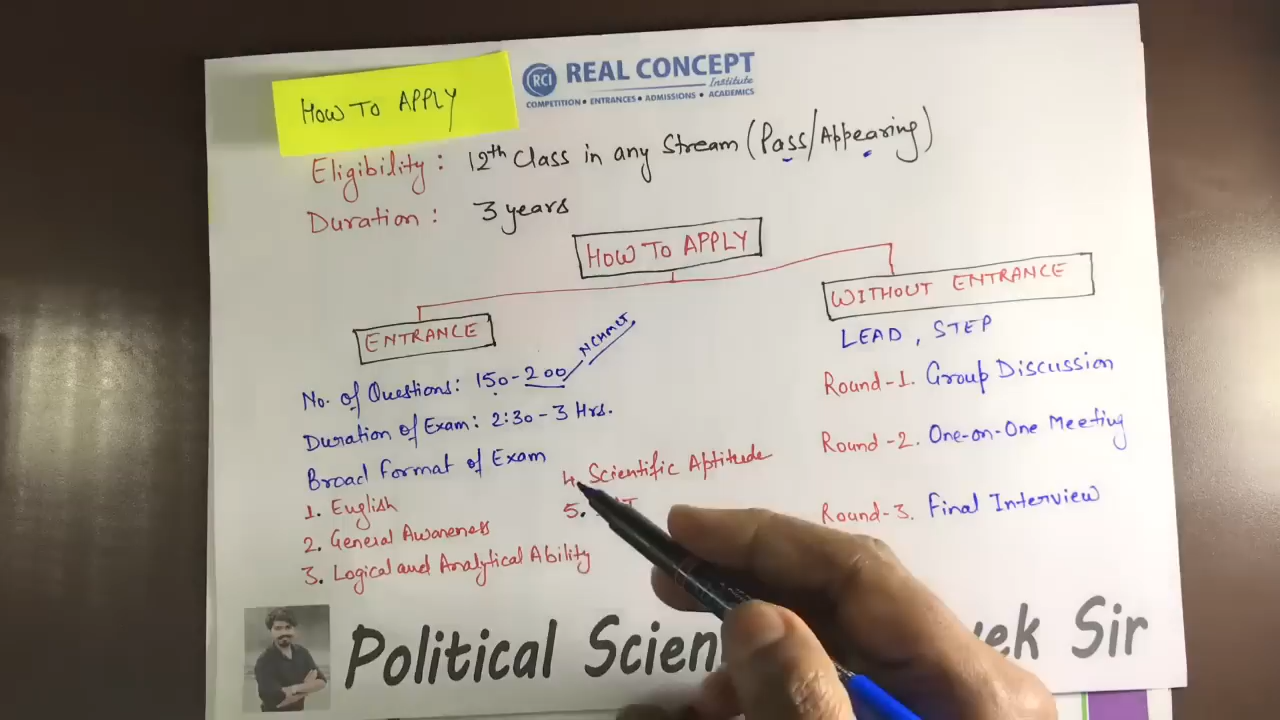 HOW TO APPLY
RCI REAL CONCEPT
Institute
COMPETITION • ENTRANCES • ADMISSIONS • ACADEMICS
Eligibility: 12th Class in any Stream (Pass/Appearing)
Duration: 3 years
HOW TO APPLY
ENTRANCE
No. of Questions: 150-200 NCHMCT
Duration of Exam: 2:30-3 Hrs.
Broad Format of Exam
1. English
2. General Awareness
3. Logical and Analytical Ability
4. Scientific Aptitude
5.
WITHOUT ENTRANCE
LEAD, STEP
Round-1. Group Discussion
Round-2. One-on-One Meeting
Round-3. Final Interview
Political Scien ek Sir